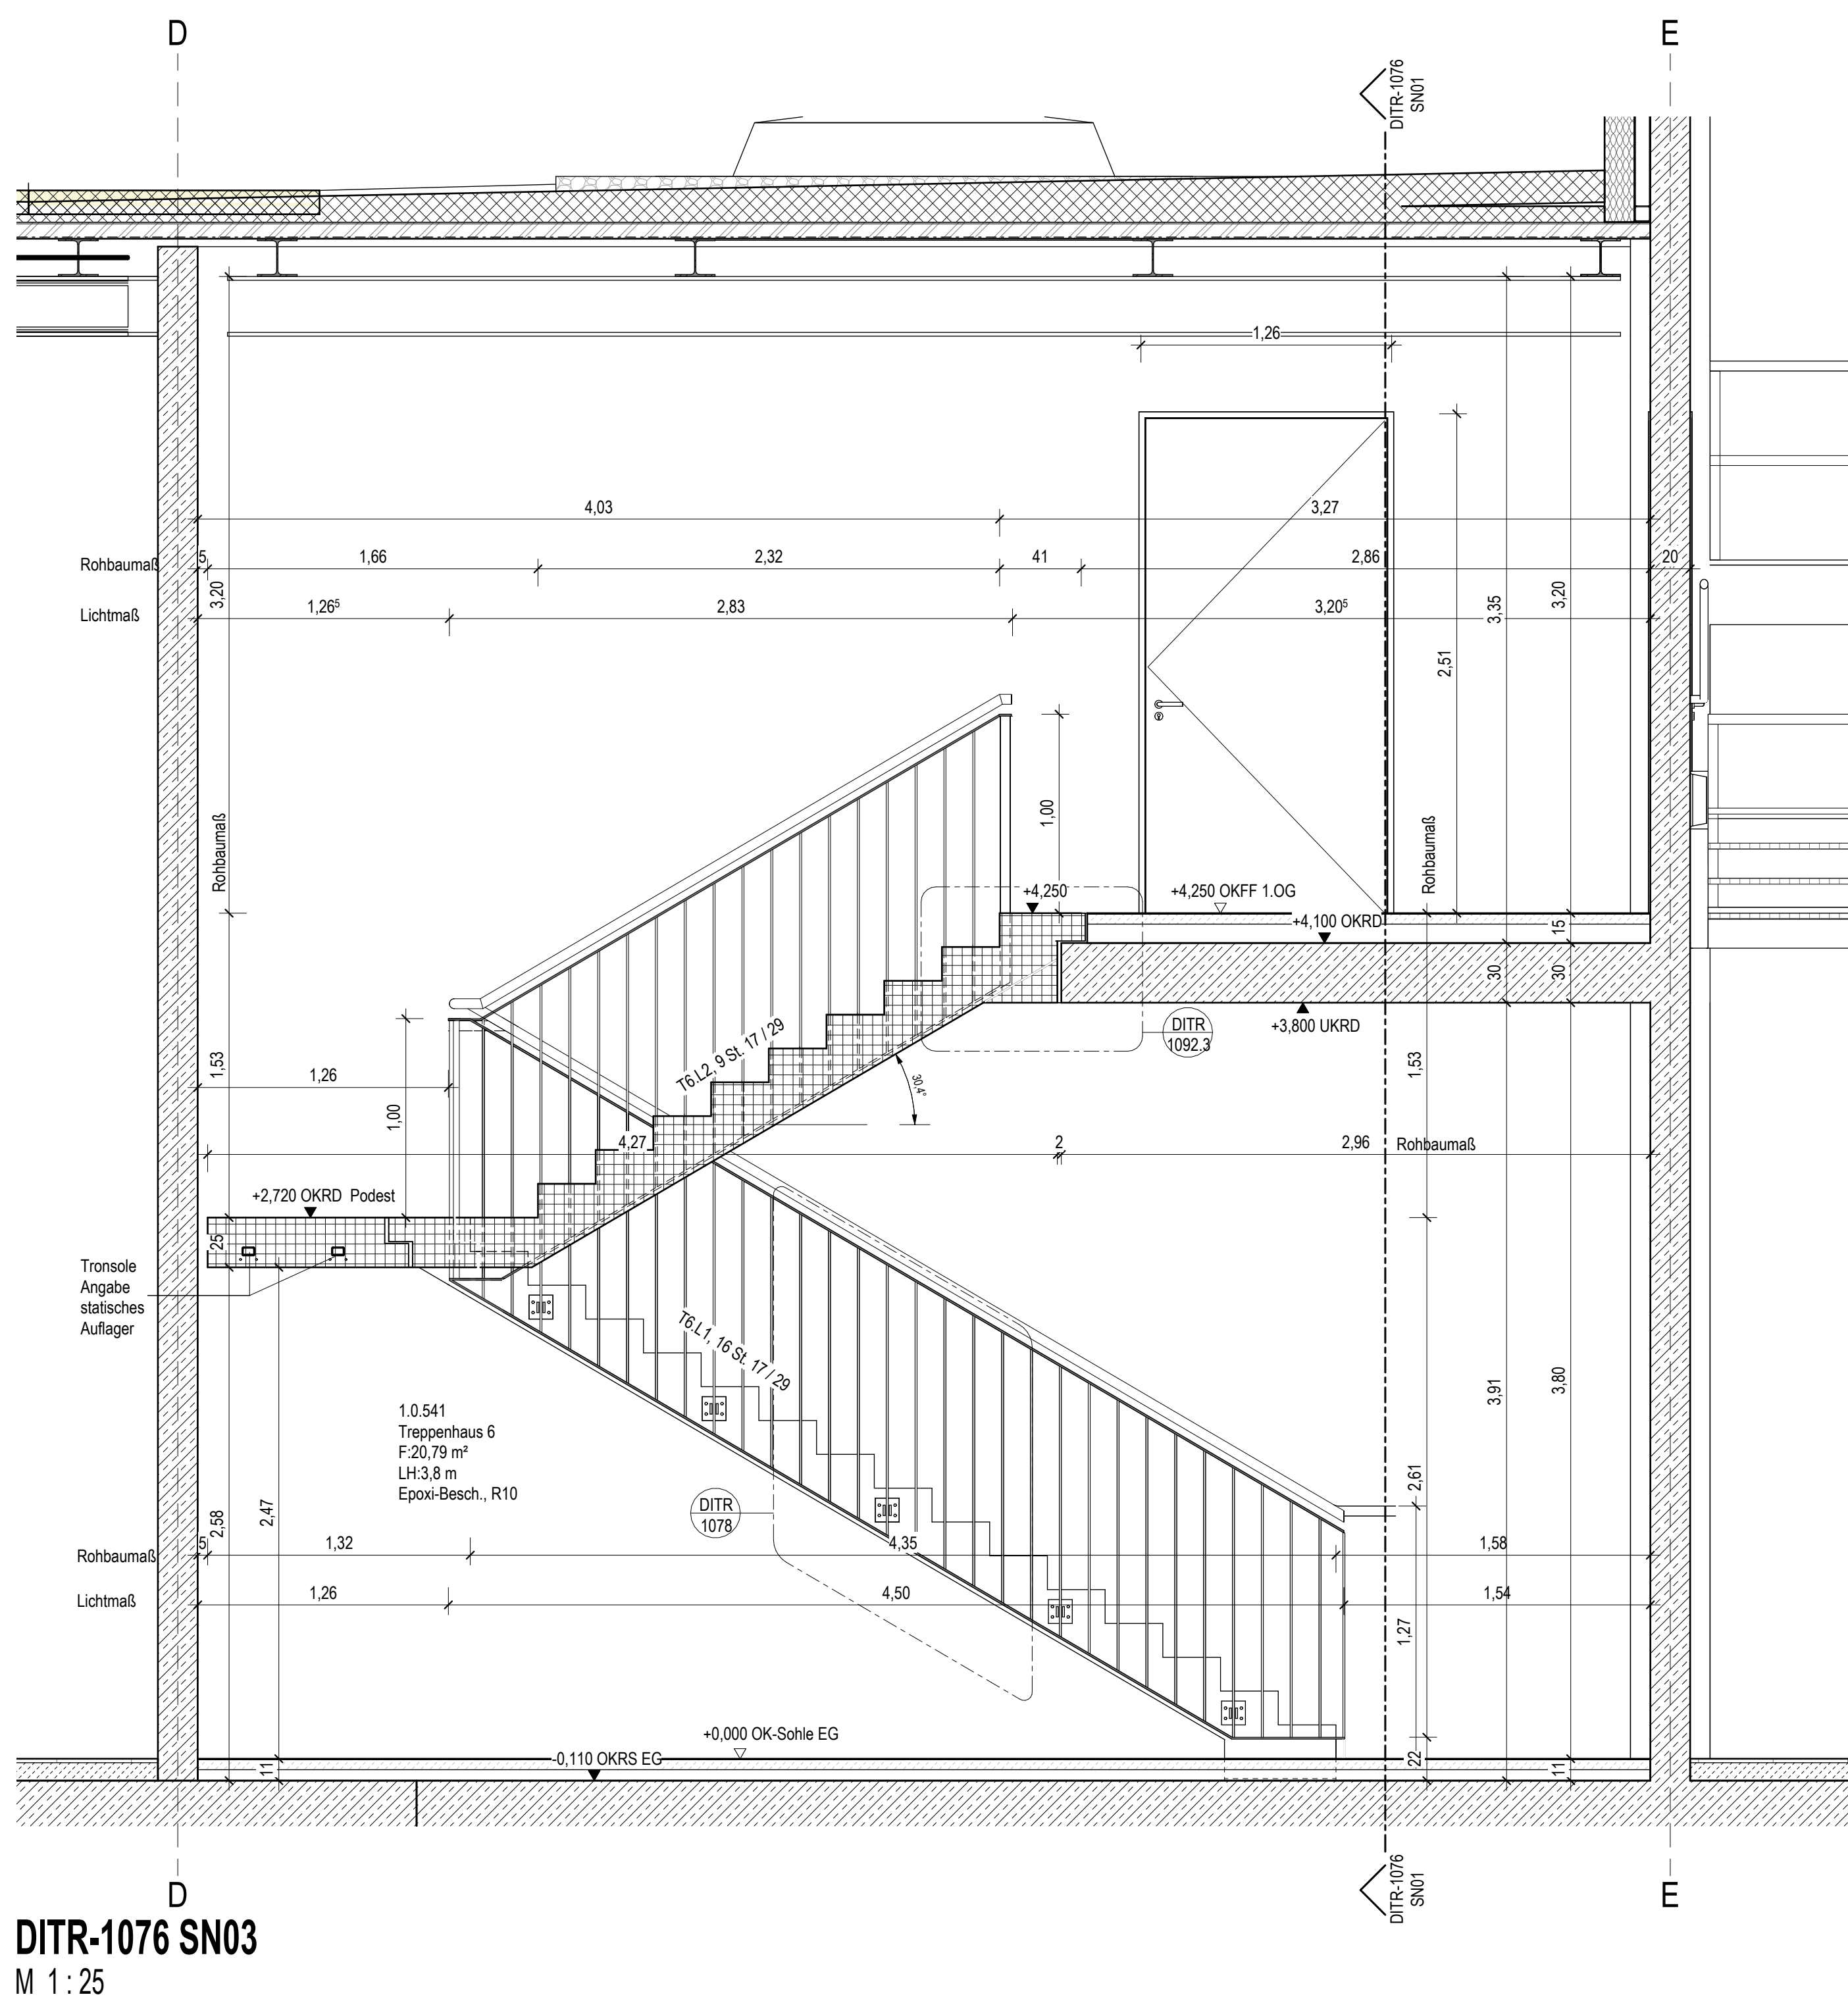 D
E
DITR-1076
SN01
1,26
4,03
3,27
Rohbaumaß
5
1,66
2,32
41
2,86
20
3,20
3,35
3,20
Lichtmaß
1,26⁵
2,83
3,20⁵
2,51
1,00
Rohbaumaß
Rohbaumaß
+4,250
+4,250 OKFF 1.OG
+4,100 OKRD
15
30
30
+3,800 UKRD
DITR
1092.3
T6.L2, 9 St. 17 / 29
30,4°
1,53
1,26
1,00
1,53
4,27
2
2,96
Rohbaumaß
+2,720 OKRD Podest
25
Tronsole
Angabe
statisches
Auflager
T6.L1, 16 St. 17 / 29
3,91
3,80
1.0.541
Treppenhaus 6
F:20,79 m²
LH:3,8 m
Epoxi-Besch., R10
DITR
1078
2,58
2,47
2,61
Rohbaumaß
5
1,32
4,35
1,58
Lichtmaß
1,26
4,50
1,54
1,27
+0,000 OK-Sohle EG
-0,110 OKRS EG
11
22
11
DITR-1076
SN01
D
E
DITR-1076 SN03
M 1 : 25